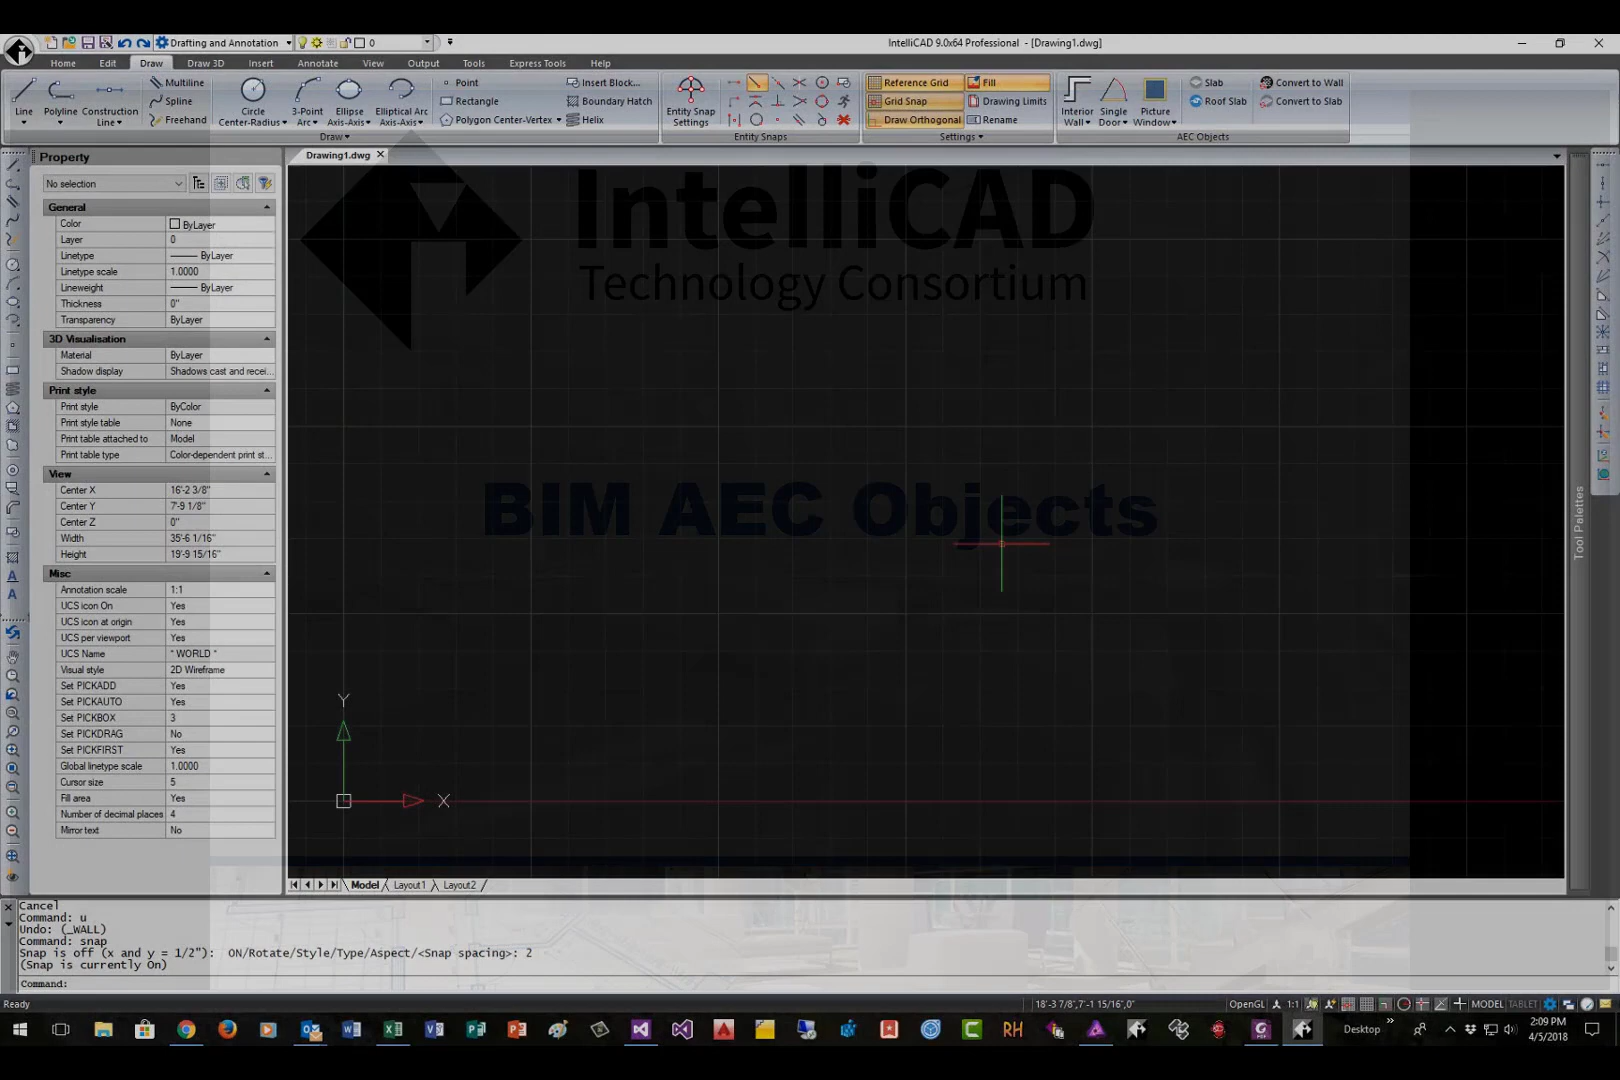 Drafting and Annotation
0
IntelliCAD 9.0x64 Professional - [Drawing1.dwg]
Home Edit Draw Draw 3D Insert Annotate View Output Tools Express Tools Help
Line
Polyline
Construction
Line
Multiline
Spline
Freehand
Circle
Center-Radius
3-Point
Arc
Ellipse
Axis-Axis
Elliptical Arc
Axis-Axis
Point
Rectangle
Polygon Center-Vertex
Insert Block...
Boundary Hatch
Helix
Draw
Entity Snap
Settings
Entity Snaps
Reference Grid
Grid Snap
Draw Orthogonal
Fill
Drawing Limits
Rename
Settings
Interior
Wall
Single
Door
Picture
Window
Slab
Roof Slab
Convert to Wall
Convert to Slab
AEC Objects
Property
No selection
General
Color ByLayer
Layer 0
Linetype ByLayer
Linetype scale 1.0000
Lineweight ByLayer
Thickness 0"
Transparency ByLayer
3D Visualisation
Material ByLayer
Shadow display Shadows cast and recei...
Print style
Print style ByColor
Print style table None
Print table attached to Model
Print table type Color-dependent print st...
View
Center X 16'-2 3/8"
Center Y 7'-9 1/8"
Center Z 0"
Width 35'-6 1/16"
Height 19'-9 15/16"
Misc
Annotation scale 1:1
UCS icon On Yes
UCS icon at origin Yes
UCS per viewport Yes
UCS Name " WORLD "
Visual style 2D Wireframe
Set PICKADD Yes
Set PICKAUTO Yes
Set PICKBOX 3
Set PICKDRAG No
Set PICKFIRST Yes
Global linetype scale 1.0000
Cursor size 5
Fill area Yes
Number of decimal places 4
Mirror text No
Drawing1.dwg
IntelliCAD
Technology Consortium
BiM AEC Objects
Y
X
Tool Palettes
Model Layout1 Layout2
Cancel
Command: u
Undo: (_WALL)
Command: snap
Snap is off (x and y = 1/2"): ON/Rotate/Style/Type/Aspect/<Snap spacing>: 2
(Snap is currently On)
Command:
Ready
18'-3 7/8",7'-1 15/16",0"
OpenGL
1:1
MODEL
TABLET
RH
Desktop
2:09 PM
4/5/2018